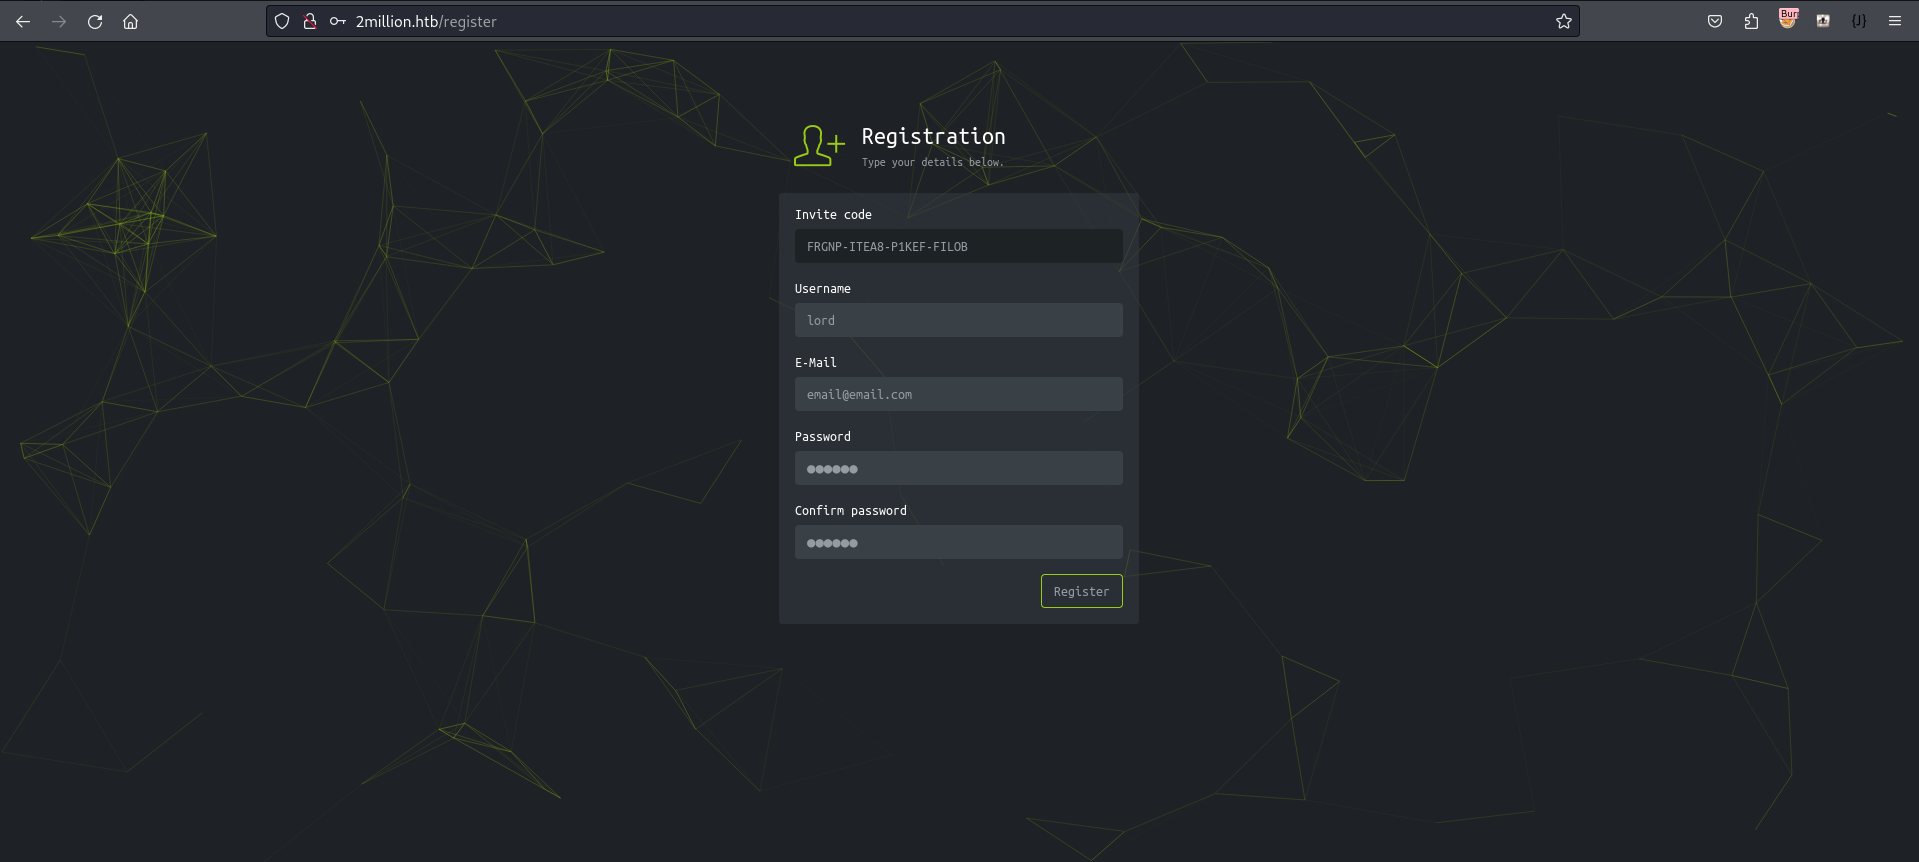 2million.htb/register
Burp
{J}
Registration
Type your details below.
Invite code
FRGNP-ITEA8-P1KEF-FILOB
Username
lord
E-Mail
email@email.com
Password
●●●●●●
Confirm password
●●●●●●
Register